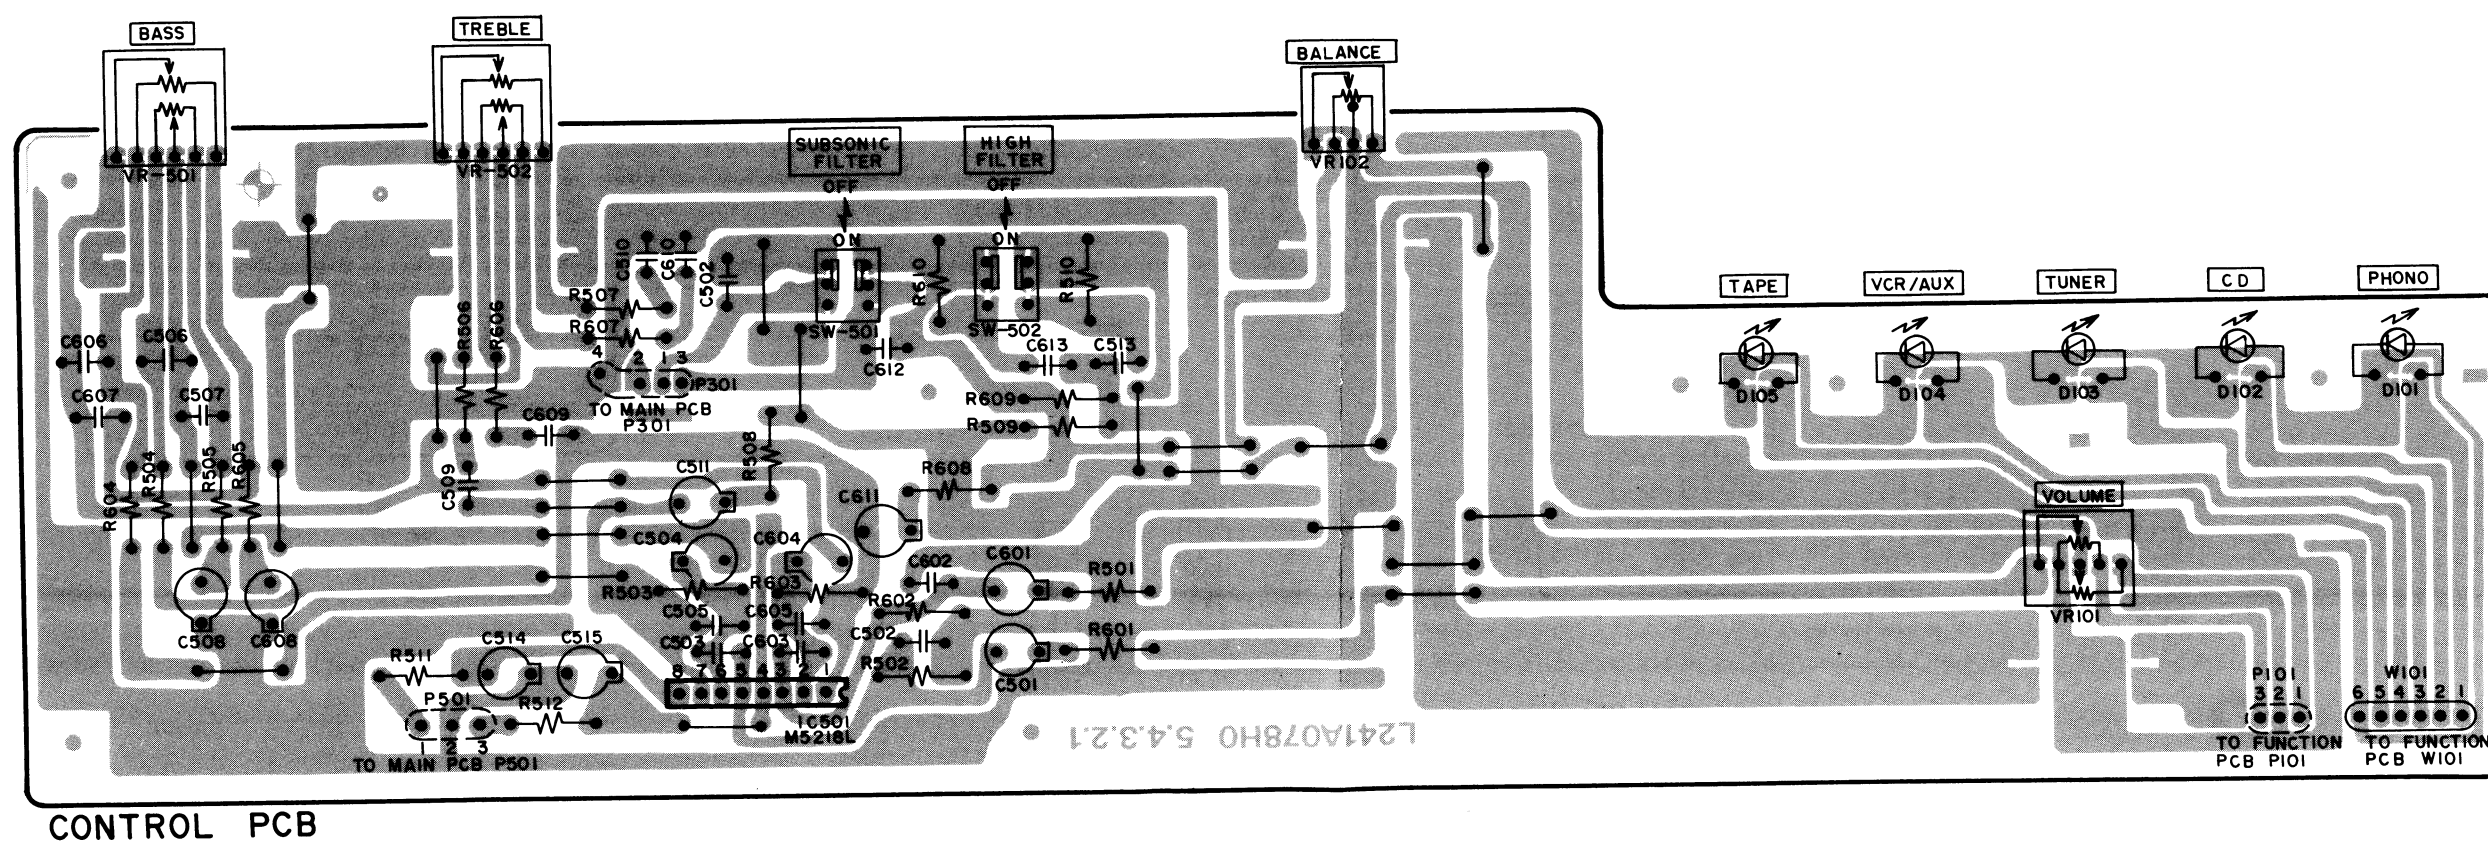 BASS
TREBLE
BALANCE
VR-501
VR-502
VR102
SUBSONIC
FILTER
OFF
ON
HIGH
FILTER
OFF
ON
C510
C610
C502
R610
R510
R507
R607
SW-501
SW-502
R506
R606
C606
C506
C607
C507
4 2 1 3
P301
TO MAIN PCB
P301
C612
C613
C513
R609
R509
C609
C509
R508
C511
R608
C611
R604
R504
R505
R605
C504
C604
C602
C601
R501
R503
R603
R602
C505
C605
C502
C503
C603
R601
R502
C501
C508
C608
C514
C515
R511
R512
P501
1 2 3
TO MAIN PCB P501
8 7 6 5 4 3 2 1
IC501
M5218L
L241A078H0 5.4.3.2.1
TAPE
VCR/AUX
TUNER
CD
PHONO
D105
D104
D103
D102
D101
VOLUME
VR101
P101
3 2 1
TO FUNCTION
PCB P101
W101
6 5 4 3 2 1
TO FUNCTION
PCB W101
CONTROL PCB